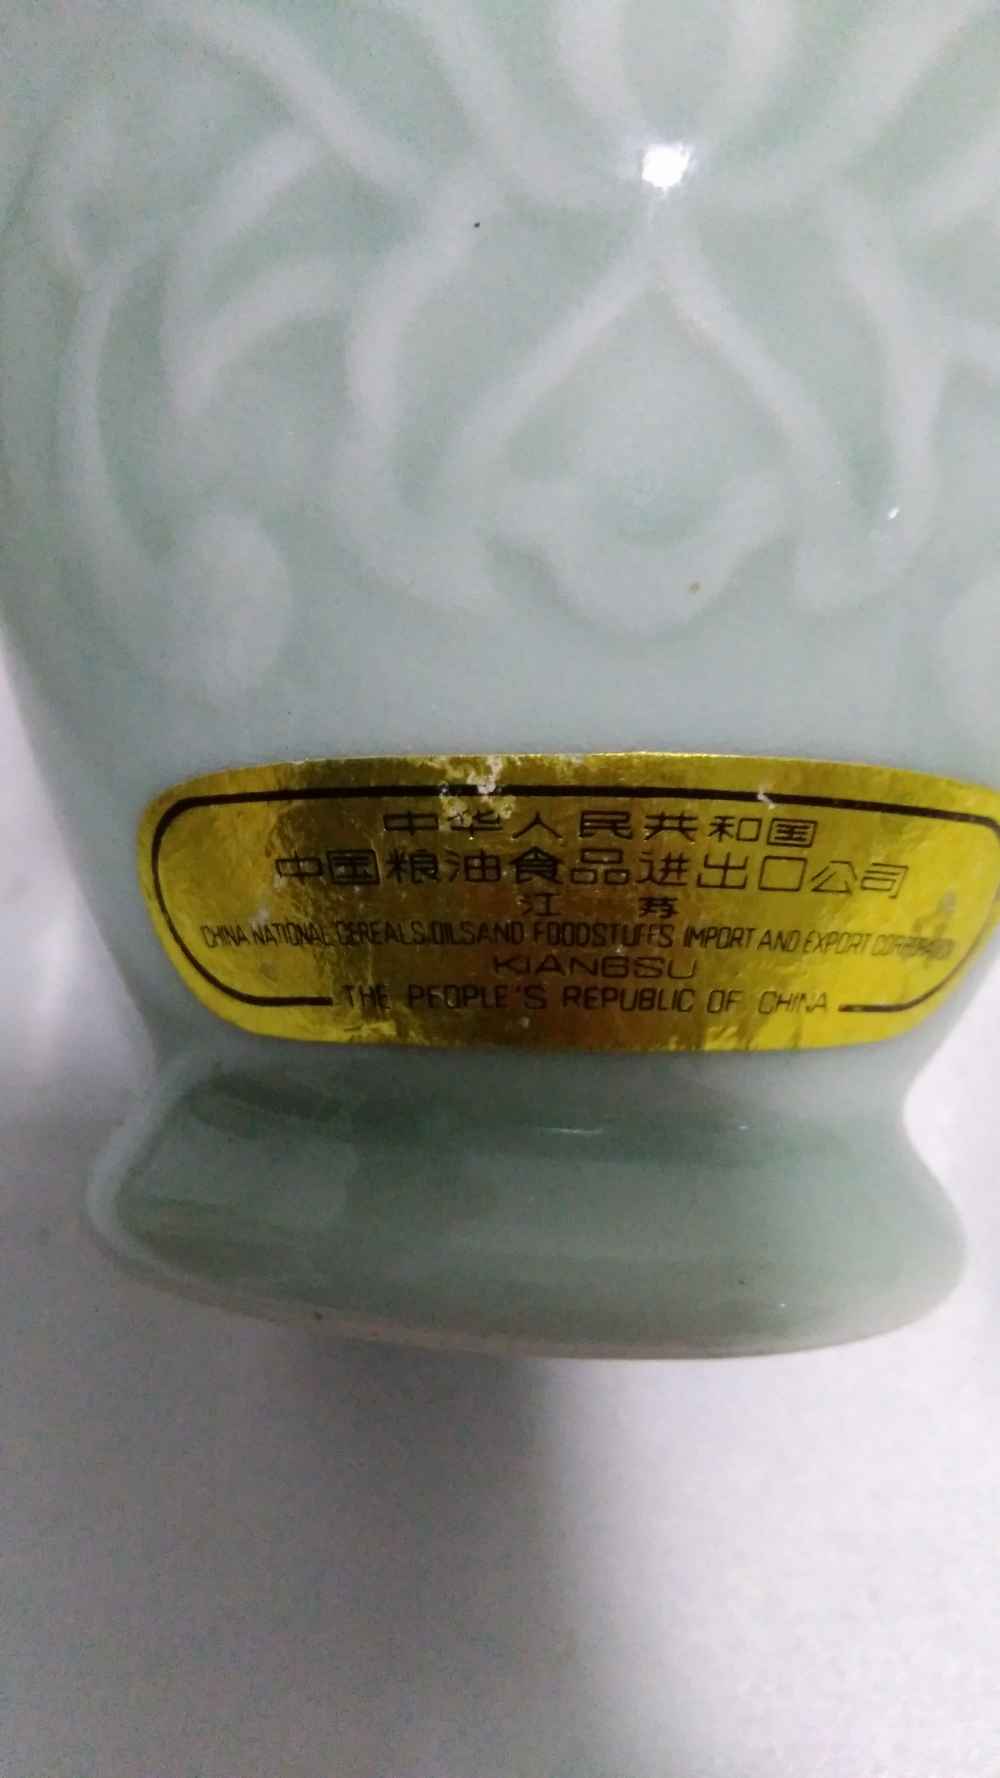 中华人民共和国
中国粮油食品进出口公司
江 苏
CHINA NATIONAL CEREALS,OILS AND FOODSTUFFS IMPORT AND EXPORT CORPORATION
KIANGSU
THE PEOPLE'S REPUBLIC OF CHINA